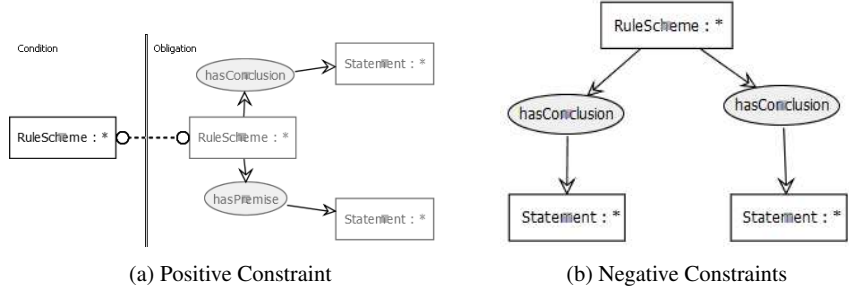 Condition
Obligation
hasConclusion
Statement : *
RuleScheme : *
RuleScheme : *
hasPremise
Statement : *
(a) Positive Constraint
RuleScheme : *
hasConclusion
hasConclusion
Statement : *
Statement : *
(b) Negative Constraints